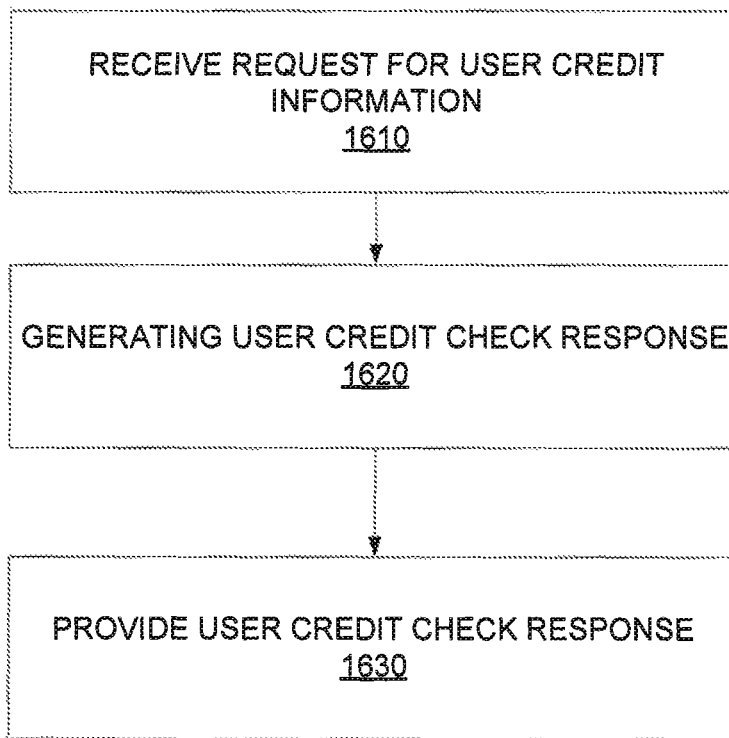 RECEIVE REQUEST FOR USER CREDIT
INFORMATION
1610
GENERATING USER CREDIT CHECK RESPONSE
1620
PROVIDE USER CREDIT CHECK RESPONSE
1630